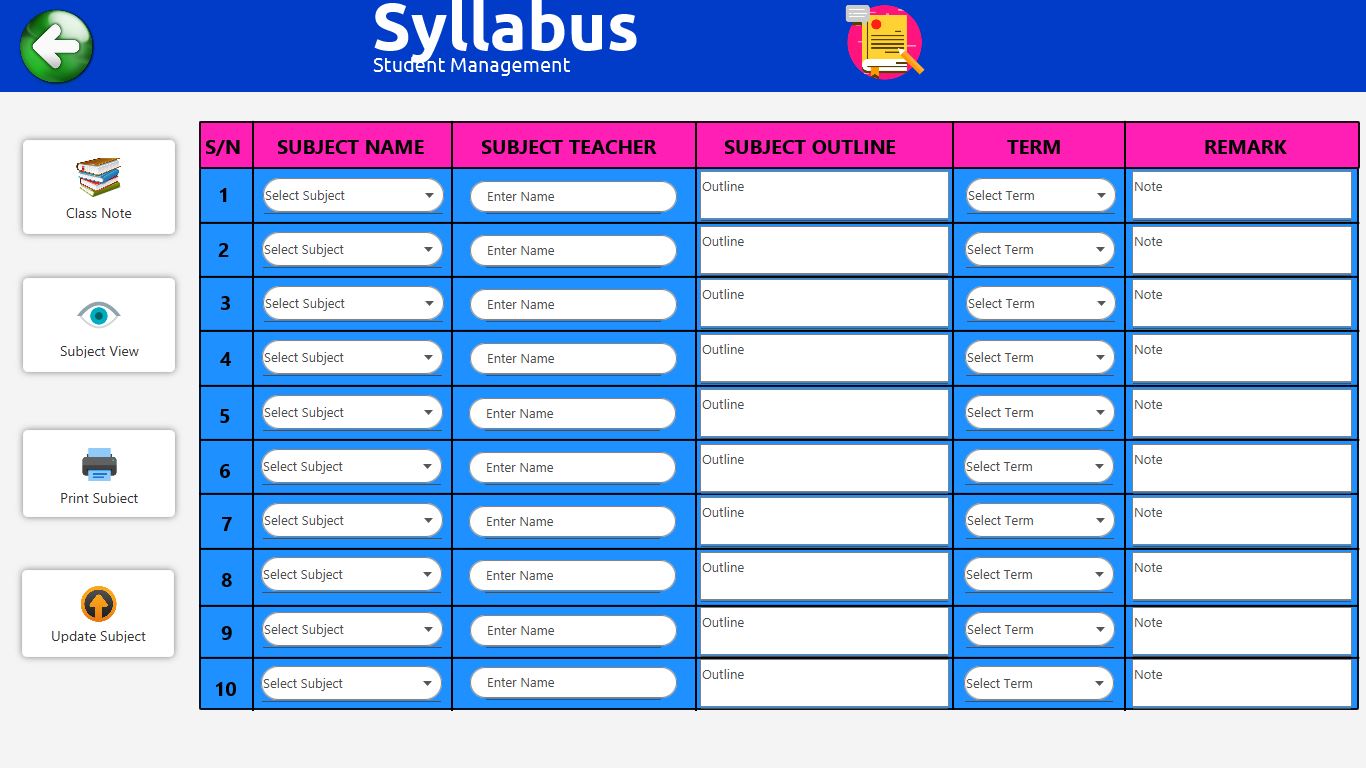 Syllabus
Student Management
Class Note
Subject View
Print Subject
Update Subject
S/N SUBJECT NAME SUBJECT TEACHER SUBJECT OUTLINE TERM REMARK
1 Select Subject Enter Name Outline Select Term Note
2 Select Subject Enter Name Outline Select Term Note
3 Select Subject Enter Name Outline Select Term Note
4 Select Subject Enter Name Outline Select Term Note
5 Select Subject Enter Name Outline Select Term Note
6 Select Subject Enter Name Outline Select Term Note
7 Select Subject Enter Name Outline Select Term Note
8 Select Subject Enter Name Outline Select Term Note
9 Select Subject Enter Name Outline Select Term Note
10 Select Subject Enter Name Outline Select Term Note